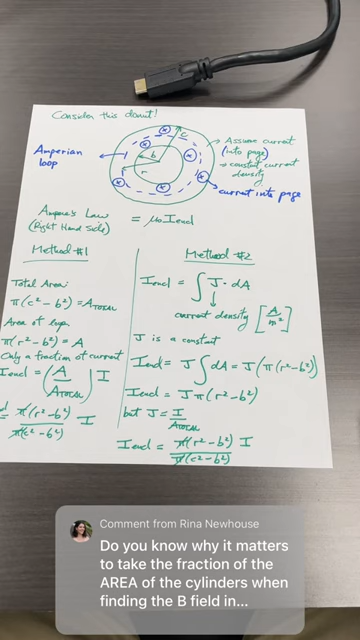 Consider this donut!
Amperian
loop
c
b
r
→ Assume current
(into page)
→ constant current
density
→ current into page
Ampere's Law
(Right Hand Side) = μ₀Iencl
Method #1
Total Area:
π(c²-b²) = ATOTAL
Area of loop
π(r²-b²) = A
Only a fraction of current
Iencl = (A/ATOTAL) I
π(r²-b²)/π(c²-b²) I
Method #2
Iencl = ∫ J · dA
current density [A/m²]
J is a constant
Iencl = J ∫ dA = J(π(r²-b²))
Iencl = Jπ(r²-b²)
but J = I/ATOTAL
Iencl = π(r²-b²)/π(c²-b²) I
Comment from Rina Newhouse
Do you know why it matters
to take the fraction of the
AREA of the cylinders when
finding the B field in...